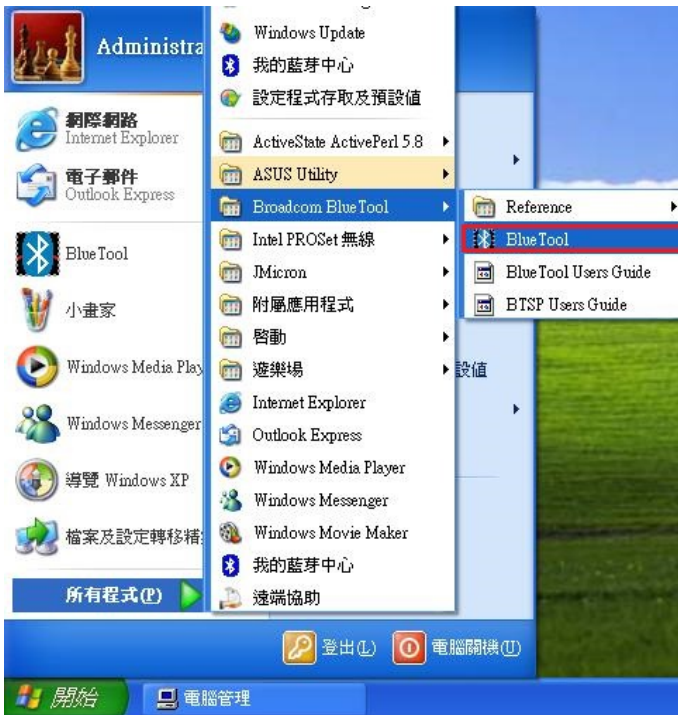 Administra
網際網路
Internet Explorer
電子郵件
Outlook Express
BlueTool
小畫家
Windows Media Play
Windows Messenger
導覽 Windows XP
檔案及設定轉移精
所有程式(P)
Windows Update
我的藍芽中心
設定程式存取及預設值
ActiveState ActivePerl 5.8
ASUS Utility
Broadcom BlueTool
Intel PROSet 無線
JMicron
附屬應用程式
啓動
遊樂場
Internet Explorer
Outlook Express
Windows Media Player
Windows Messenger
Windows Movie Maker
我的藍芽中心
遠端協助
設值
Reference
BlueTool
BlueTool Users Guide
BTSP Users Guide
登出(L)
電腦關機(U)
開始
電腦管理